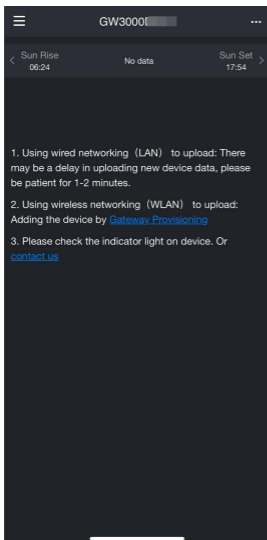 GW3000
Sun Rise No data Sun Set
06:24 17:54
1. Using wired networking（LAN） to upload: There
may be a delay in uploading new device data, please
be patient for 1-2 minutes.
2. Using wireless networking（WLAN） to upload:
Adding the device by Gateway Provisioning
3. Please check the indicator light on device. Or
contact us